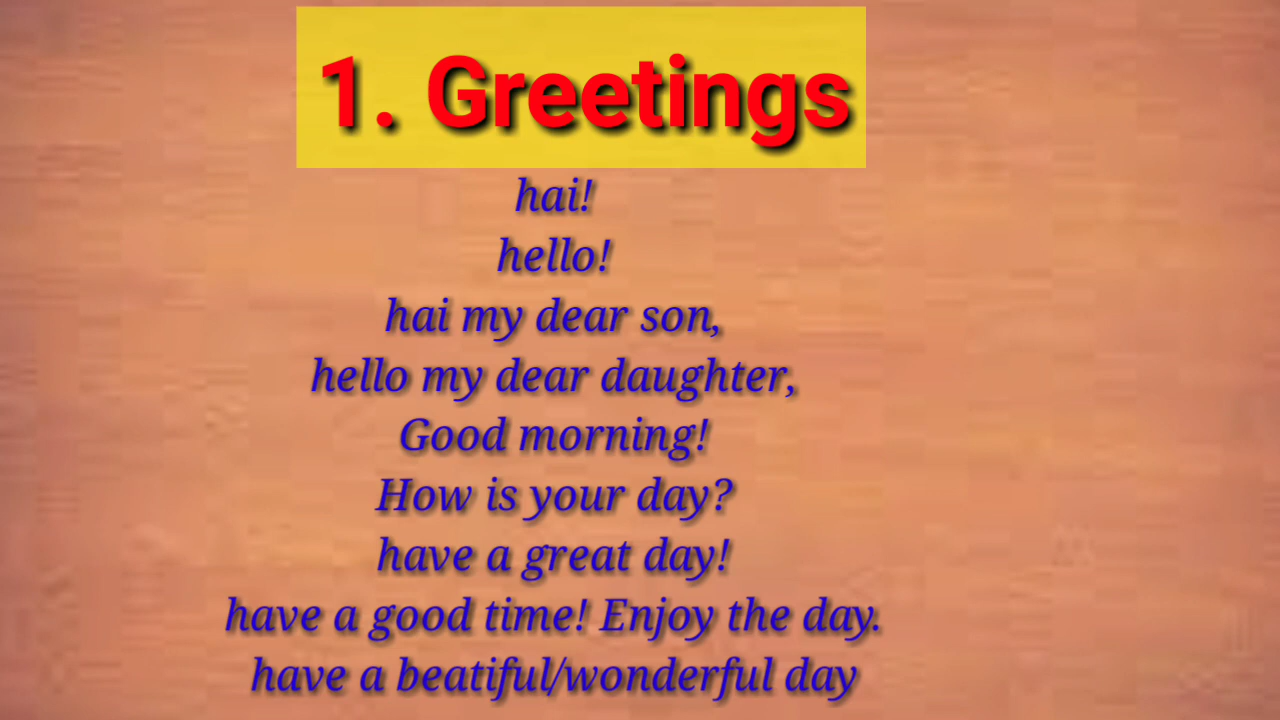 1. Greetings
hai!
hello!
hai my dear son,
hello my dear daughter,
Good morning!
How is your day?
have a great day!
have a good time! Enjoy the day.
have a beatiful/wonderful day